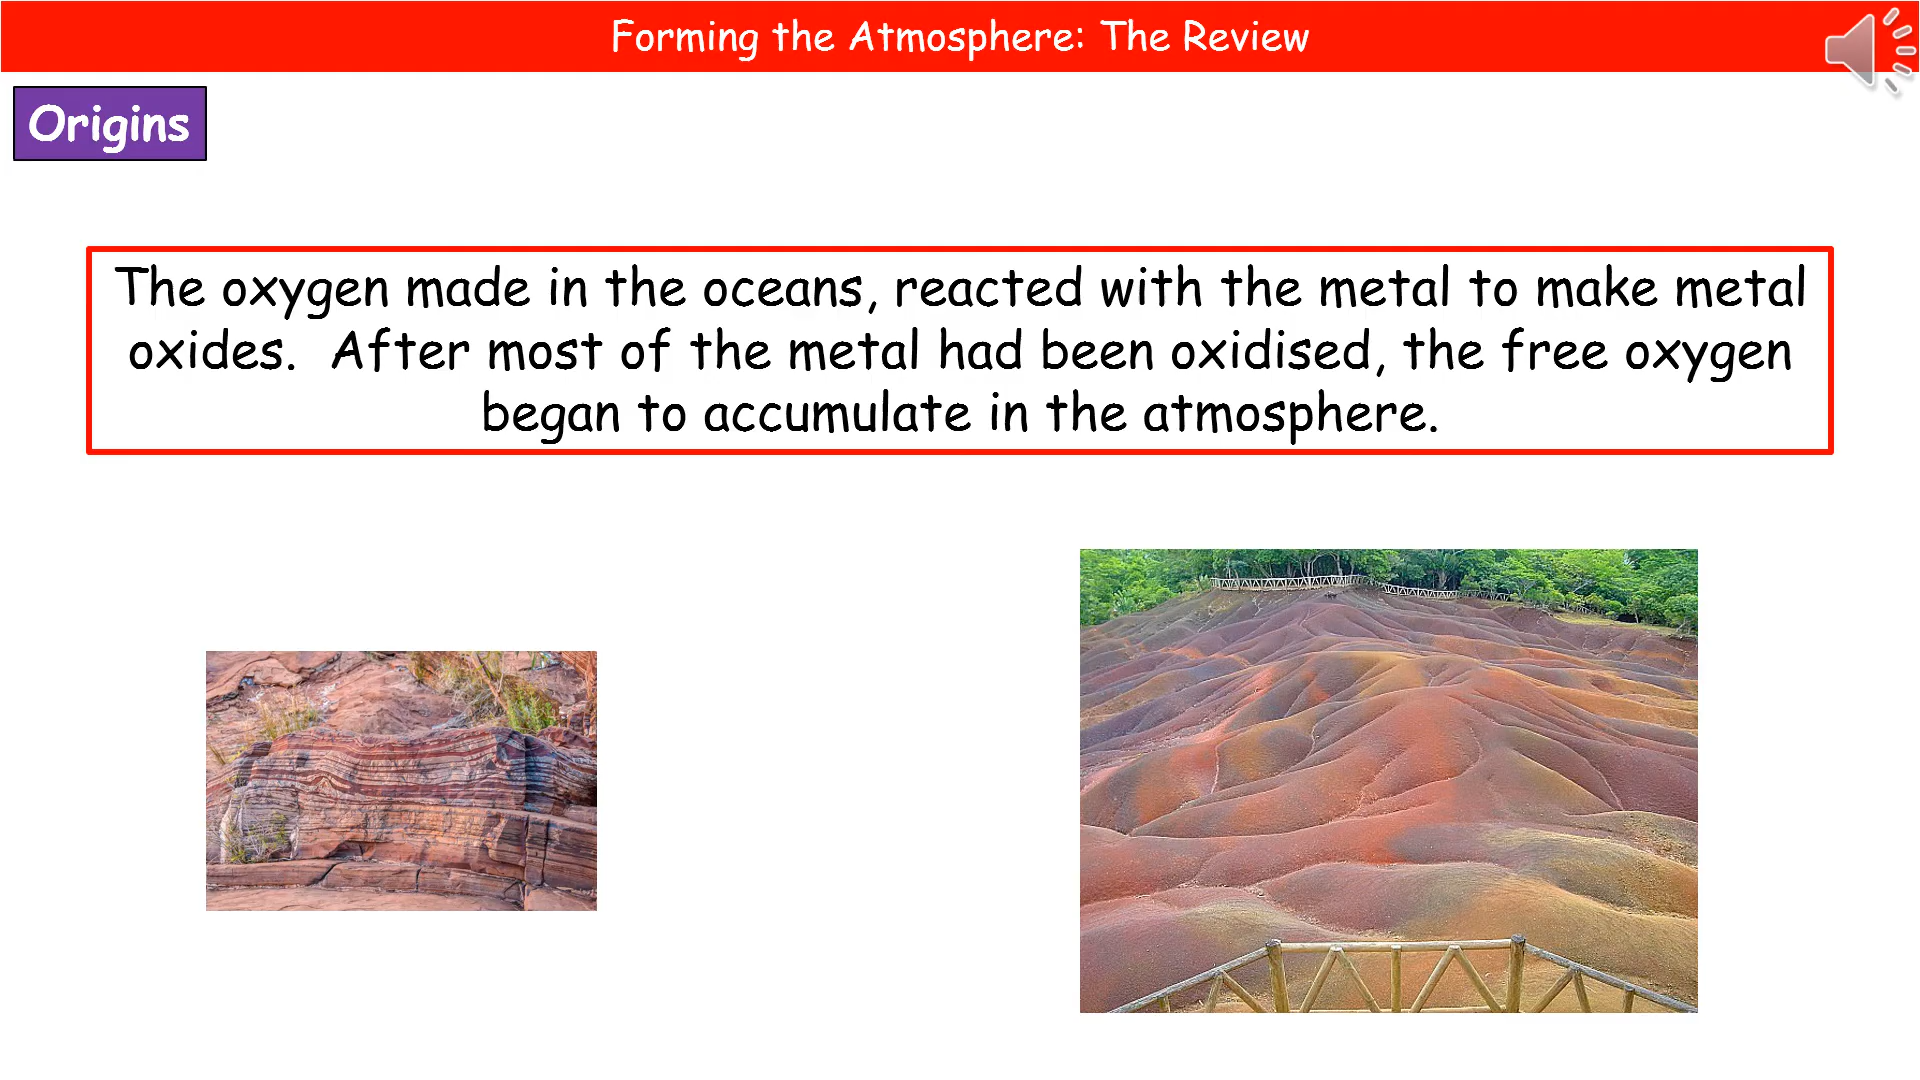 Forming the Atmosphere: The Review
Origins
The oxygen made in the oceans, reacted with the metal to make metal
oxides.  After most of the metal had been oxidised, the free oxygen
began to accumulate in the atmosphere.